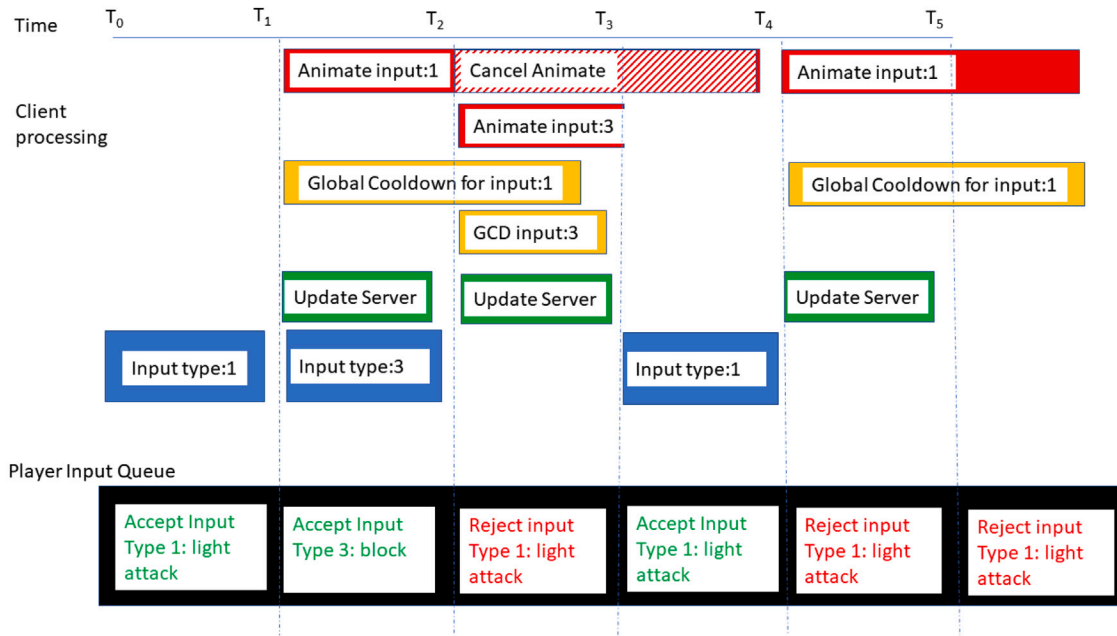 T0 T1 T2 T3 T4 T5
Time
Animate input:1 Cancel Animate Animate input:1
Client
processing
Animate input:3
Global Cooldown for input:1 Global Cooldown for input:1
GCD input:3
Update Server Update Server Update Server
Input type:1 Input type:3 Input type:1
Player Input Queue
Accept Input
Type 1: light
attack
Accept Input
Type 3: block
Reject input
Type 1: light
attack
Accept Input
Type 1: light
attack
Reject input
Type 1: light
attack
Reject input
Type 1: light
attack